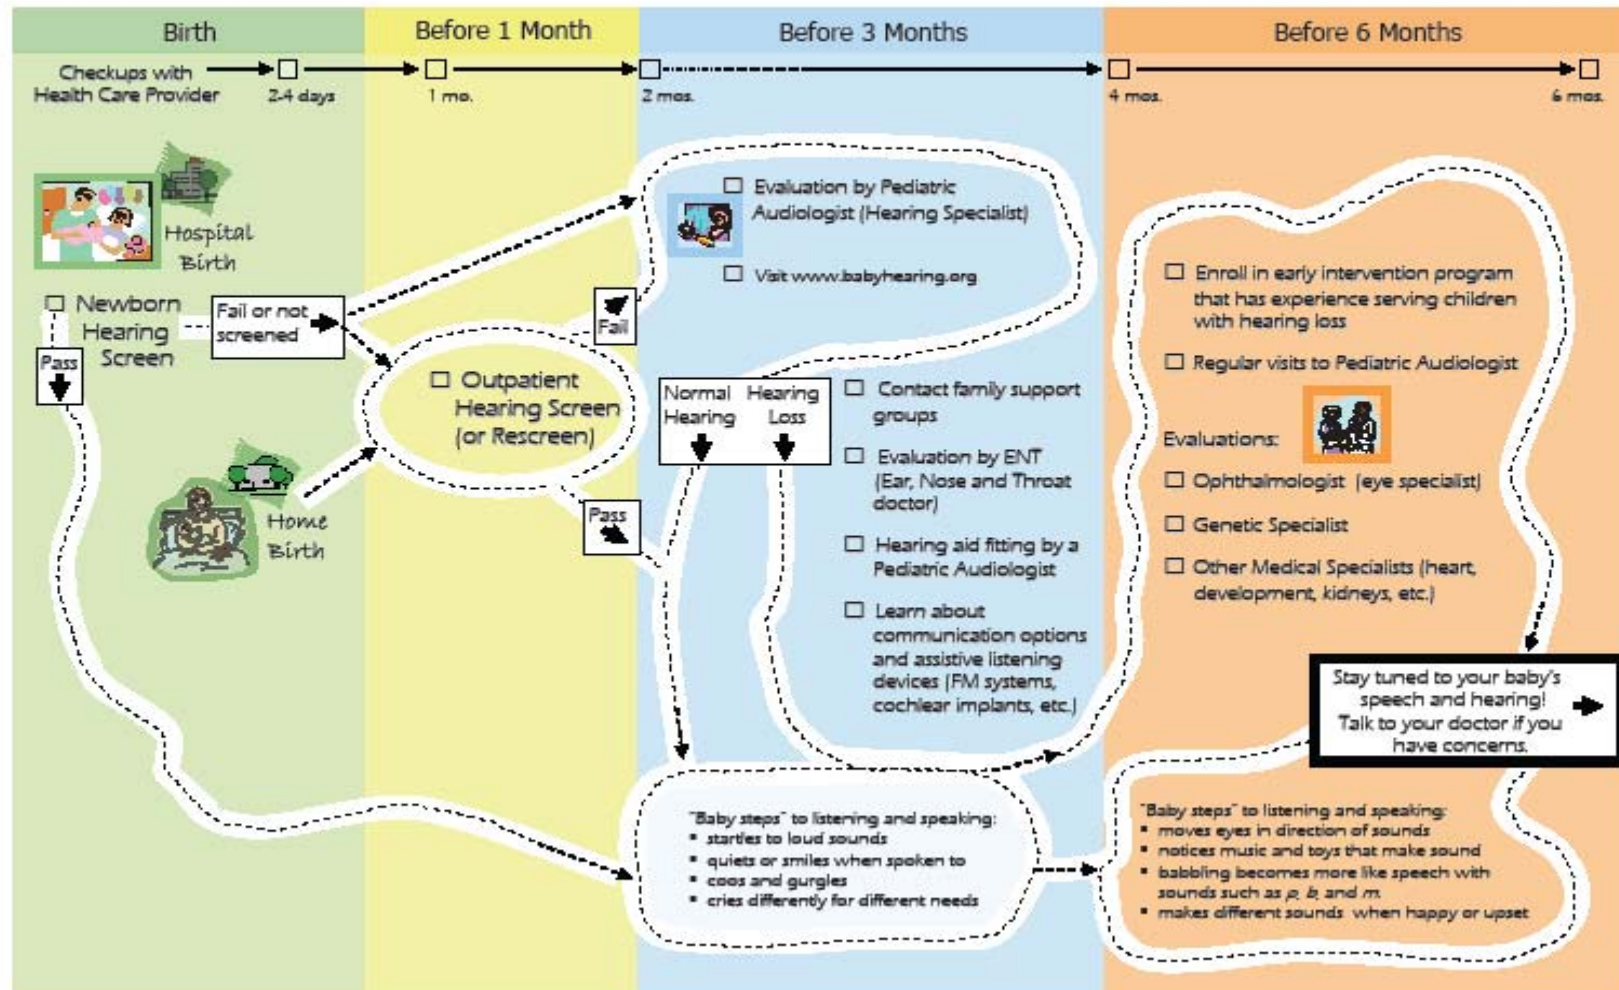 Birth
Before 1 Month
Before 3 Months
Before 6 Months
Checkups with
Health Care Provider
2-4 days
1 mo.
2 mos.
4 mos.
6 mos.
Hospital
Birth
Newborn
Hearing
Screen
Pass
Fail or not
screened
Home
Birth
Outpatient
Hearing Screen
(or Rescreen)
Fail
Pass
Evaluation by Pediatric
Audiologist (Hearing Specialist)
Visit www.babyhearing.org
Normal
Hearing
Hearing
Loss
Contact family support
groups
Evaluation by ENT
(Ear, Nose and Throat
doctor)
Hearing aid fitting by a
Pediatric Audiologist
Learn about
communication options
and assistive listening
devices (FM systems,
cochlear implants, etc.)
"Baby steps" to listening and speaking:
▪ startles to loud sounds
▪ quiets or smiles when spoken to
▪ coos and gurgles
▪ cries differently for different needs
Enroll in early intervention program
that has experience serving children
with hearing loss
Regular visits to Pediatric Audiologist
Evaluations:
Ophthalmologist (eye specialist)
Genetic Specialist
Other Medical Specialists (heart,
development, kidneys, etc.)
Stay tuned to your baby's
speech and hearing!
Talk to your doctor if you
have concerns.
"Baby steps" to listening and speaking:
▪ moves eyes in direction of sounds
▪ notices music and toys that make sound
▪ babbling becomes more like speech with
sounds such as p, b, and m.
▪ makes different sounds when happy or upset